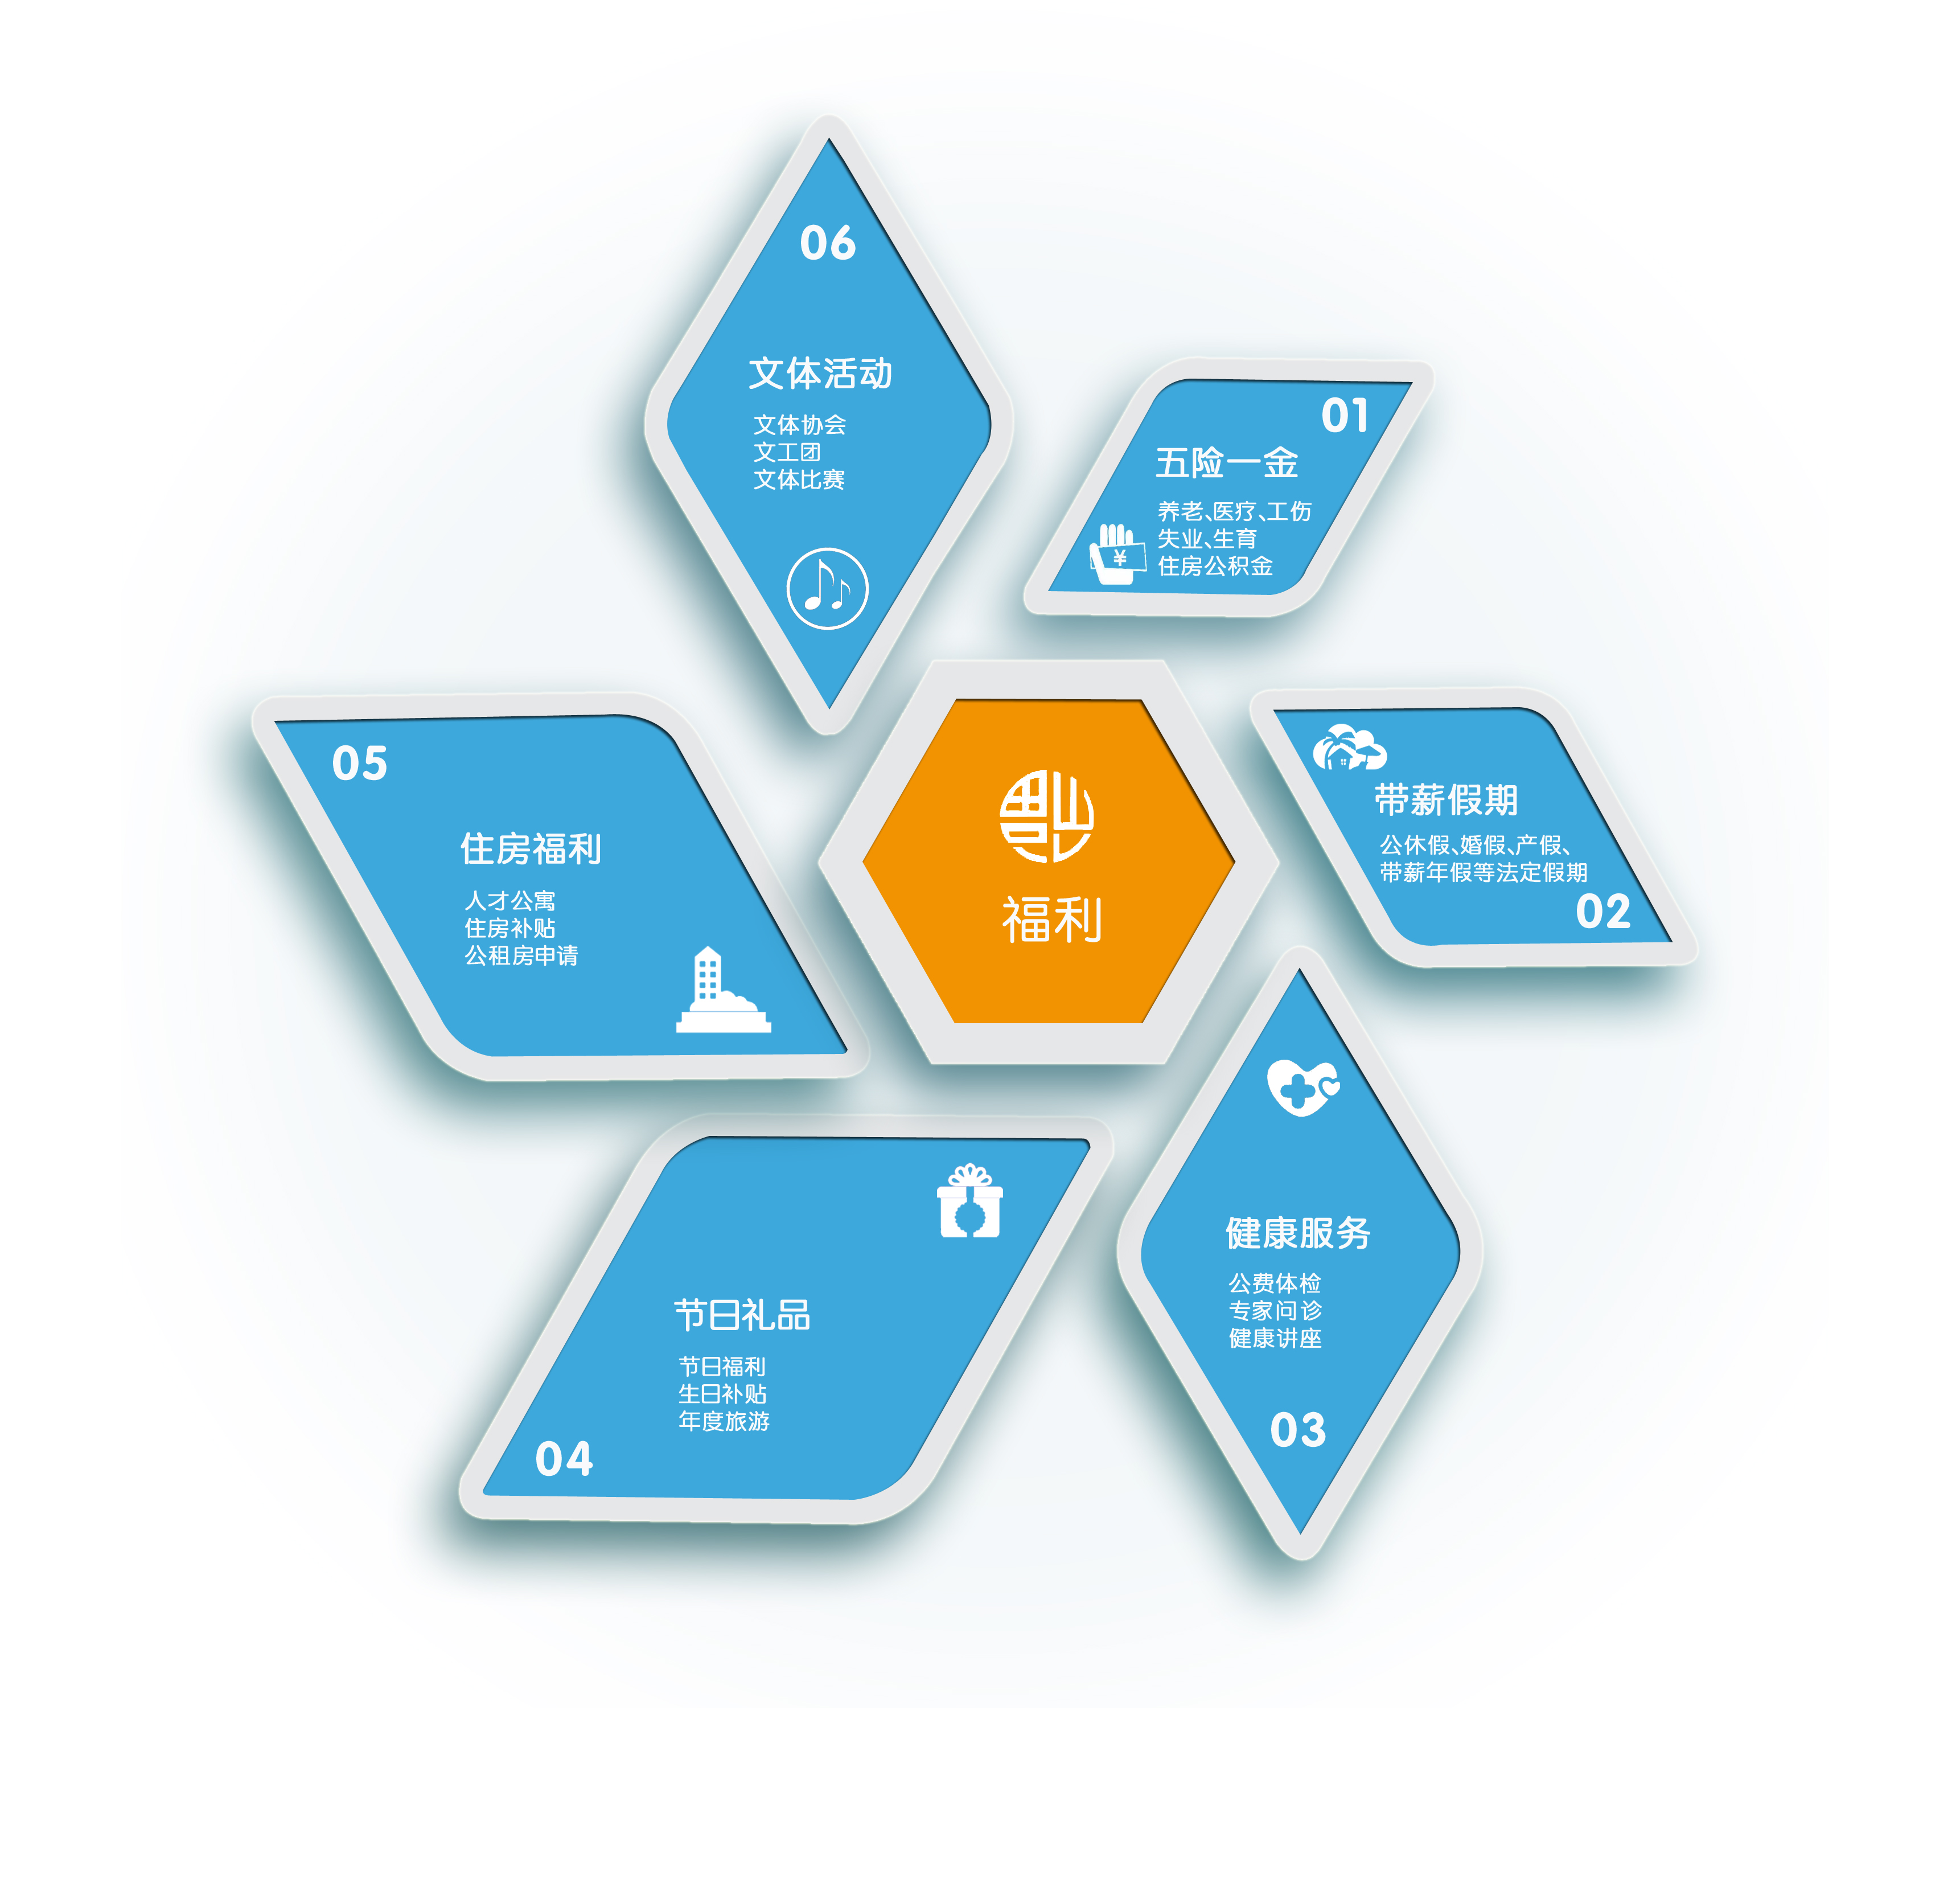 福利
01
五险一金
养老、医疗、工伤
失业、生育
住房公积金
¥
带薪假期
公休假、婚假、产假、
带薪年假等法定假期
02
健康服务
公费体检
专家问诊
健康讲座
03
节日礼品
节日福利
生日补贴
年度旅游
04
05
住房福利
人才公寓
住房补贴
公租房申请
06
文体活动
文体协会
文工团
文体比赛